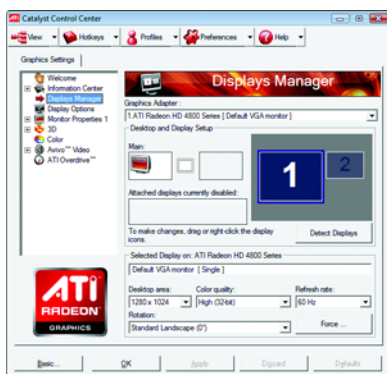 Catalyst Control Center
View Hotkeys Profiles Preferences Help
Graphics Settings
Welcome
Information Center
Displays Manager
Display Options
Monitor Properties 1
3D
Color
Avivo™ Video
ATI Overdrive™
Displays Manager
Graphics Adapter :
1.ATI Radeon HD 4800 Series [ Default VGA monitor ]
Desktop and Display Setup
Main:
1
2
Attached displays currently disabled:
To make changes, drag or right-click the display icons.
Detect Displays
Selected Display on: ATI Radeon HD 4800 Series
Default VGA monitor [ Single ]
Desktop area:
Color quality:
Refresh rate:
1280 x 1024
High (32-bit)
60 Hz
Rotation:
Standard Landscape (0°)
Force ...
ATI
RADEON
GRAPHICS
Basic...
OK
Apply
Discard
Defaults